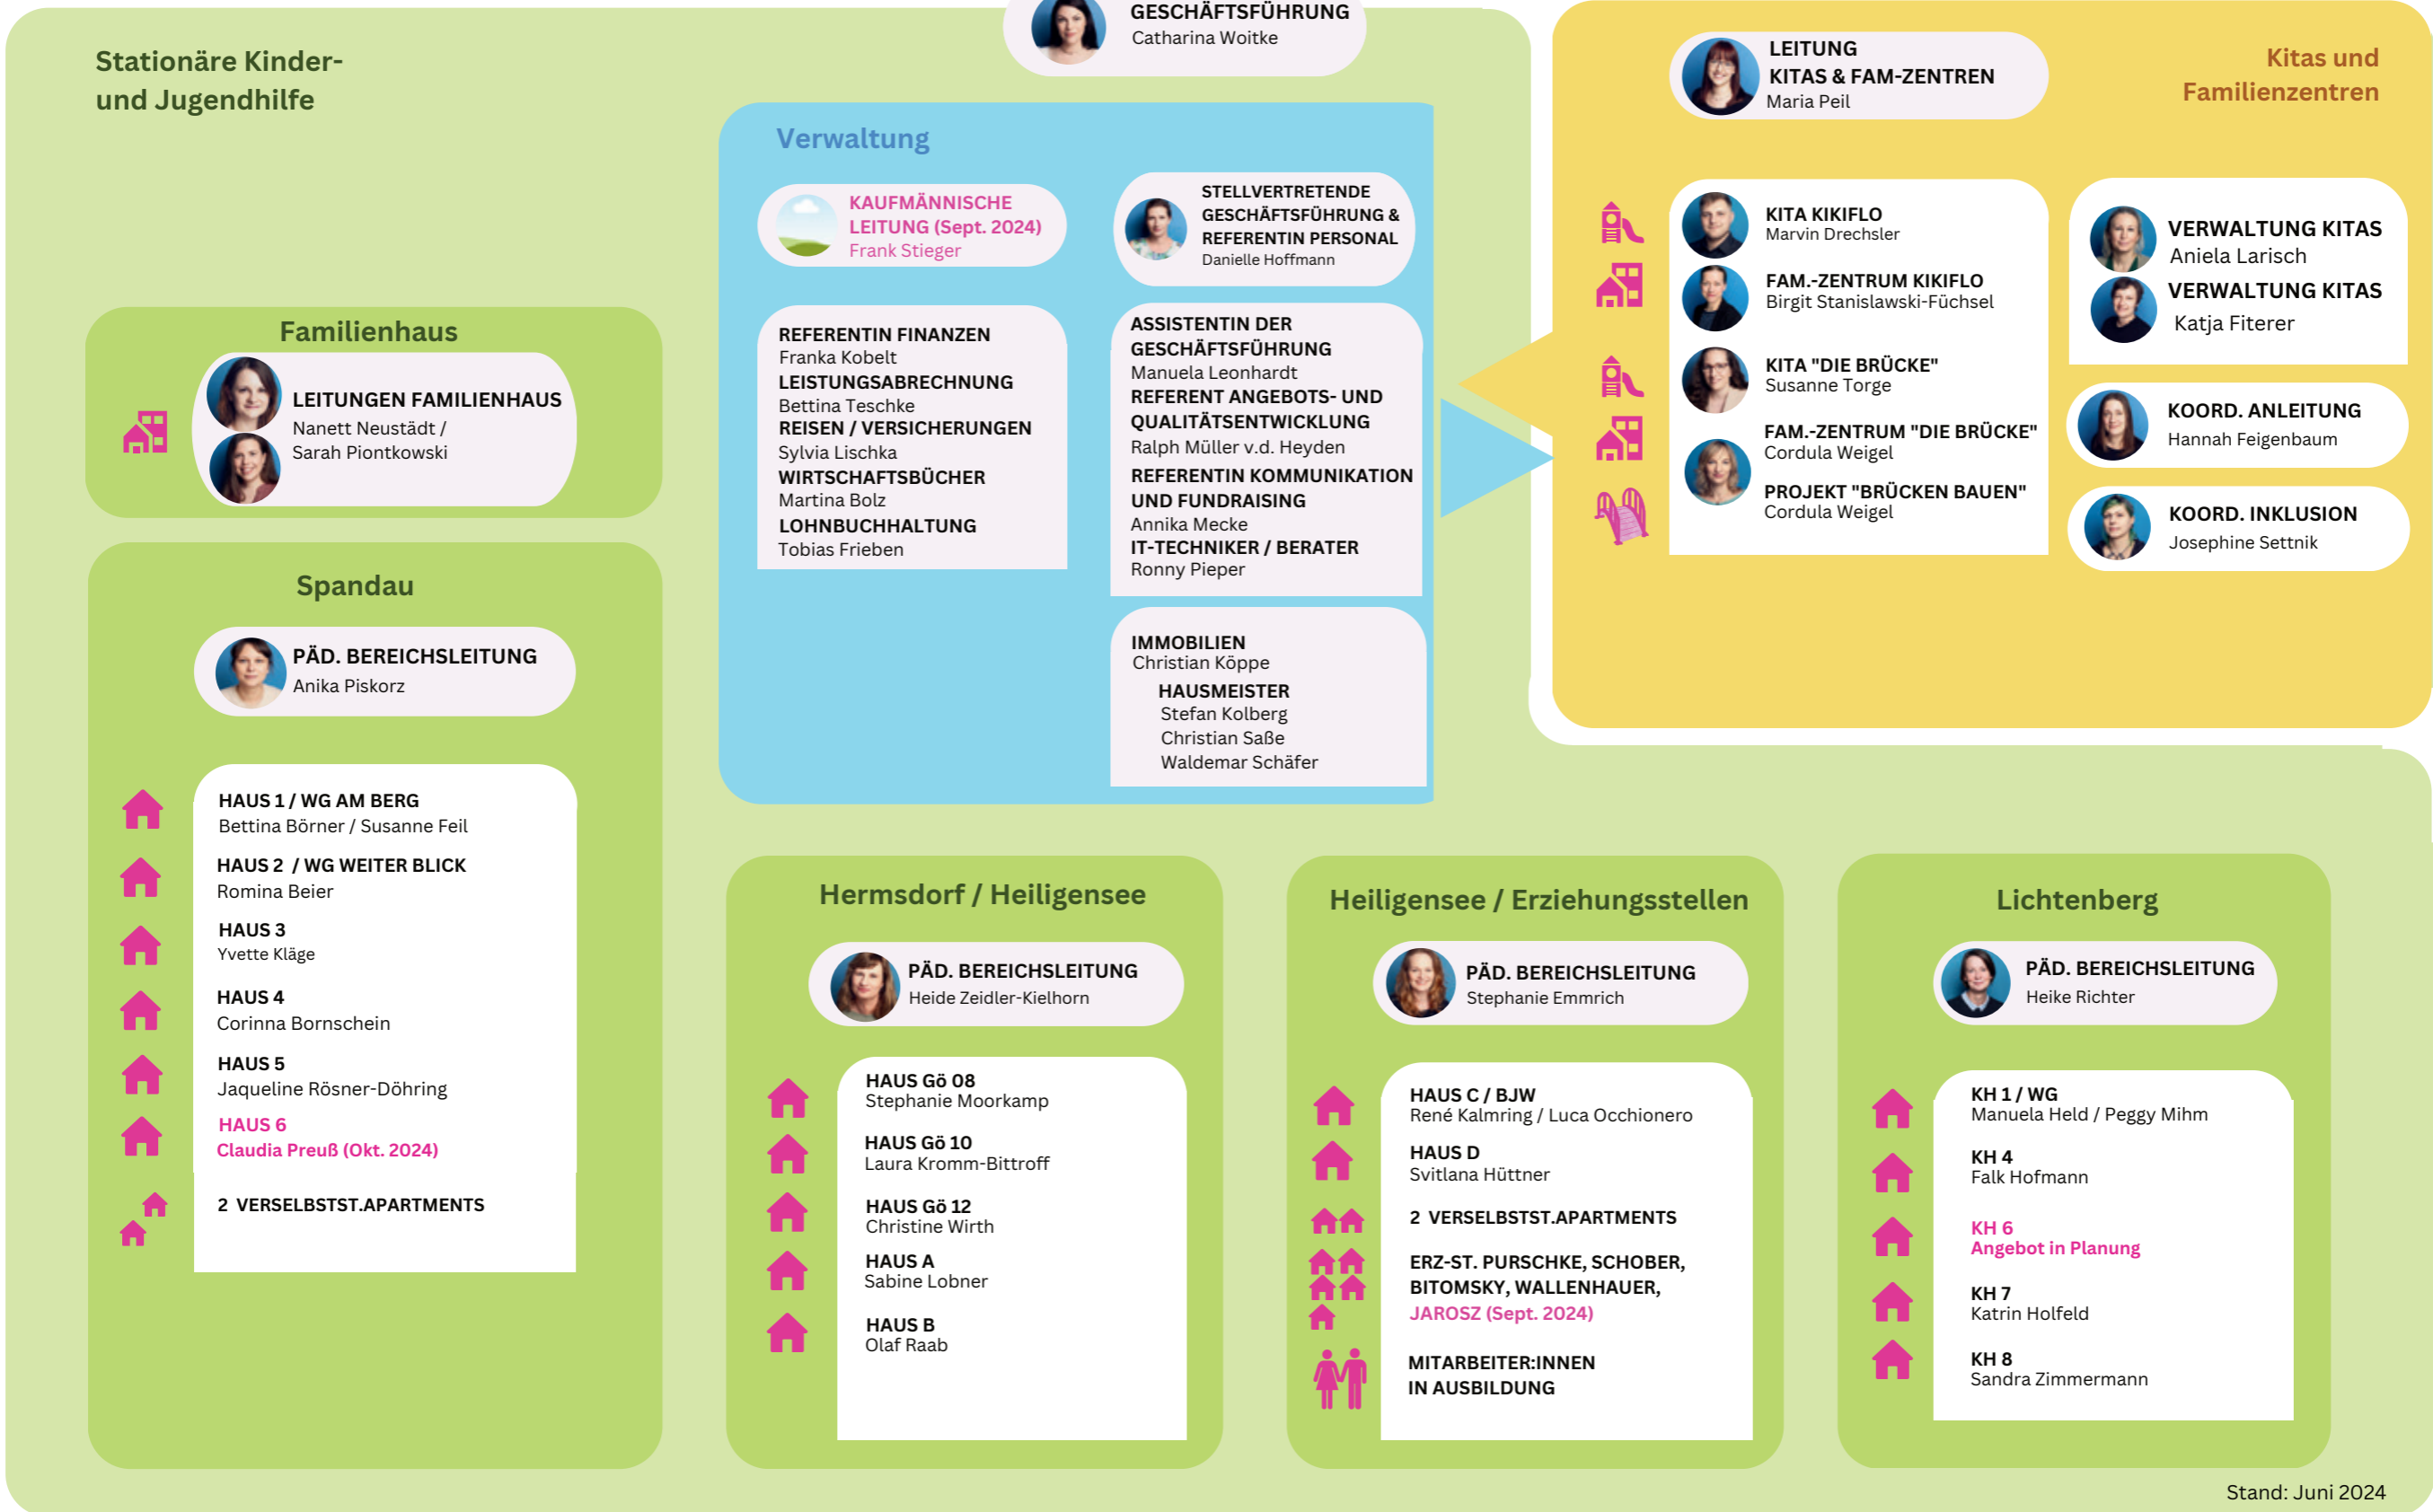 GESCHÄFTSFÜHRUNG
Catharina Woitke
Stationäre Kinder-
und Jugendhilfe
LEITUNG
KITAS & FAM-ZENTREN
Maria Peil
Kitas und
Familienzentren
Verwaltung
KAUFMÄNNISCHE
LEITUNG (Sept. 2024)
Frank Stieger
STELLVERTRETENDE
GESCHÄFTSFÜHRUNG &
REFERENTIN PERSONAL
Danielle Hoffmann
REFERENTIN FINANZEN
Franka Kobelt
LEISTUNGSABRECHNUNG
Bettina Teschke
REISEN / VERSICHERUNGEN
Sylvia Lischka
WIRTSCHAFTSBÜCHER
Martina Bolz
LOHNBUCHHALTUNG
Tobias Frieben
ASSISTENTIN DER
GESCHÄFTSFÜHRUNG
Manuela Leonhardt
REFERENT ANGEBOTS- UND
QUALITÄTSENTWICKLUNG
Ralph Müller v.d. Heyden
REFERENTIN KOMMUNIKATION
UND FUNDRAISING
Annika Mecke
IT-TECHNIKER / BERATER
Ronny Pieper
IMMOBILIEN
Christian Köppe
HAUSMEISTER
Stefan Kolberg
Christian Saße
Waldemar Schäfer
KITA KIKIFLO
Marvin Drechsler
FAM.-ZENTRUM KIKIFLO
Birgit Stanislawski-Füchsel
KITA "DIE BRÜCKE"
Susanne Torge
FAM.-ZENTRUM "DIE BRÜCKE"
Cordula Weigel
PROJEKT "BRÜCKEN BAUEN"
Cordula Weigel
VERWALTUNG KITAS
Aniela Larisch
VERWALTUNG KITAS
Katja Fiterer
KOORD. ANLEITUNG
Hannah Feigenbaum
KOORD. INKLUSION
Josephine Settnik
Familienhaus
LEITUNGEN FAMILIENHAUS
Nanett Neustädt /
Sarah Piontkowski
Spandau
PÄD. BEREICHSLEITUNG
Anika Piskorz
HAUS 1 / WG AM BERG
Bettina Börner / Susanne Feil
HAUS 2 / WG WEITER BLICK
Romina Beier
HAUS 3
Yvette Kläge
HAUS 4
Corinna Bornschein
HAUS 5
Jaqueline Rösner-Döhring
HAUS 6
Claudia Preuß (Okt. 2024)
2 VERSELBSTST.APARTMENTS
Hermsdorf / Heiligensee
PÄD. BEREICHSLEITUNG
Heide Zeidler-Kielhorn
HAUS Gö 08
Stephanie Moorkamp
HAUS Gö 10
Laura Kromm-Bittroff
HAUS Gö 12
Christine Wirth
HAUS A
Sabine Lobner
HAUS B
Olaf Raab
Heiligensee / Erziehungsstellen
PÄD. BEREICHSLEITUNG
Stephanie Emmrich
HAUS C / BJW
René Kalmring / Luca Occhionero
HAUS D
Svitlana Hüttner
2 VERSELBSTST.APARTMENTS
ERZ-ST. PURSCHKE, SCHOBER,
BITOMSKY, WALLENHAUER,
JAROSZ (Sept. 2024)
MITARBEITER:INNEN
IN AUSBILDUNG
Lichtenberg
PÄD. BEREICHSLEITUNG
Heike Richter
KH 1 / WG
Manuela Held / Peggy Mihm
KH 4
Falk Hofmann
KH 6
Angebot in Planung
KH 7
Katrin Holfeld
KH 8
Sandra Zimmermann
Stand: Juni 2024